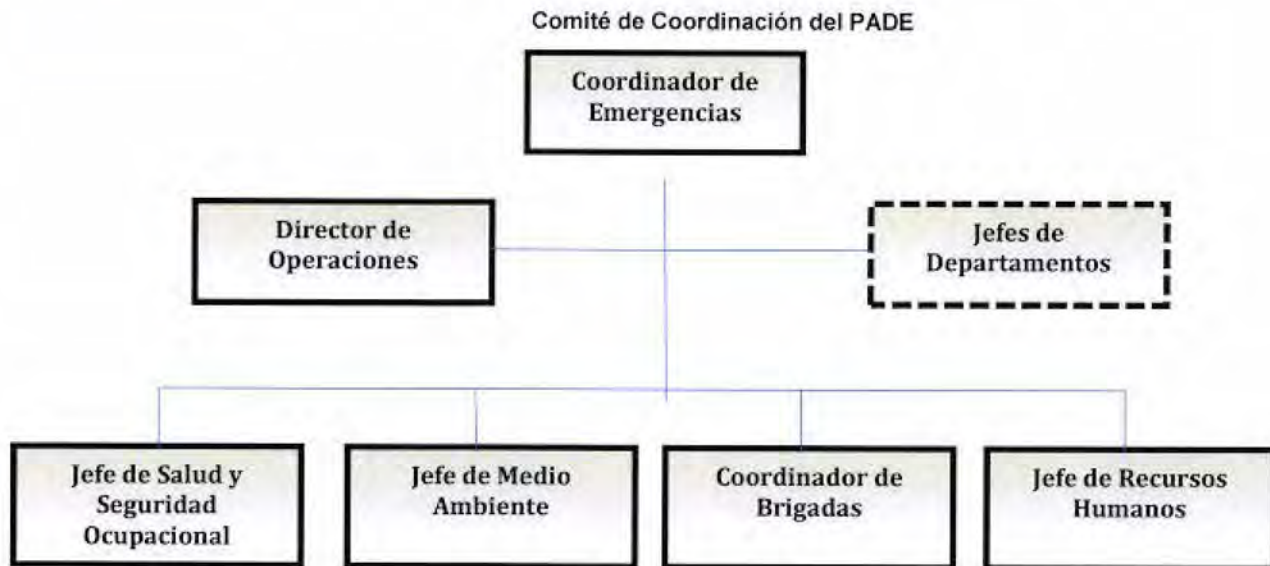 Comité de Coordinación del PADE
Coordinador de
Emergencias
Director de
Operaciones
Jefes de
Departamentos
Jefe de Salud y
Seguridad
Ocupacional
Jefe de Medio
Ambiente
Coordinador de
Brigadas
Jefe de Recursos
Humanos